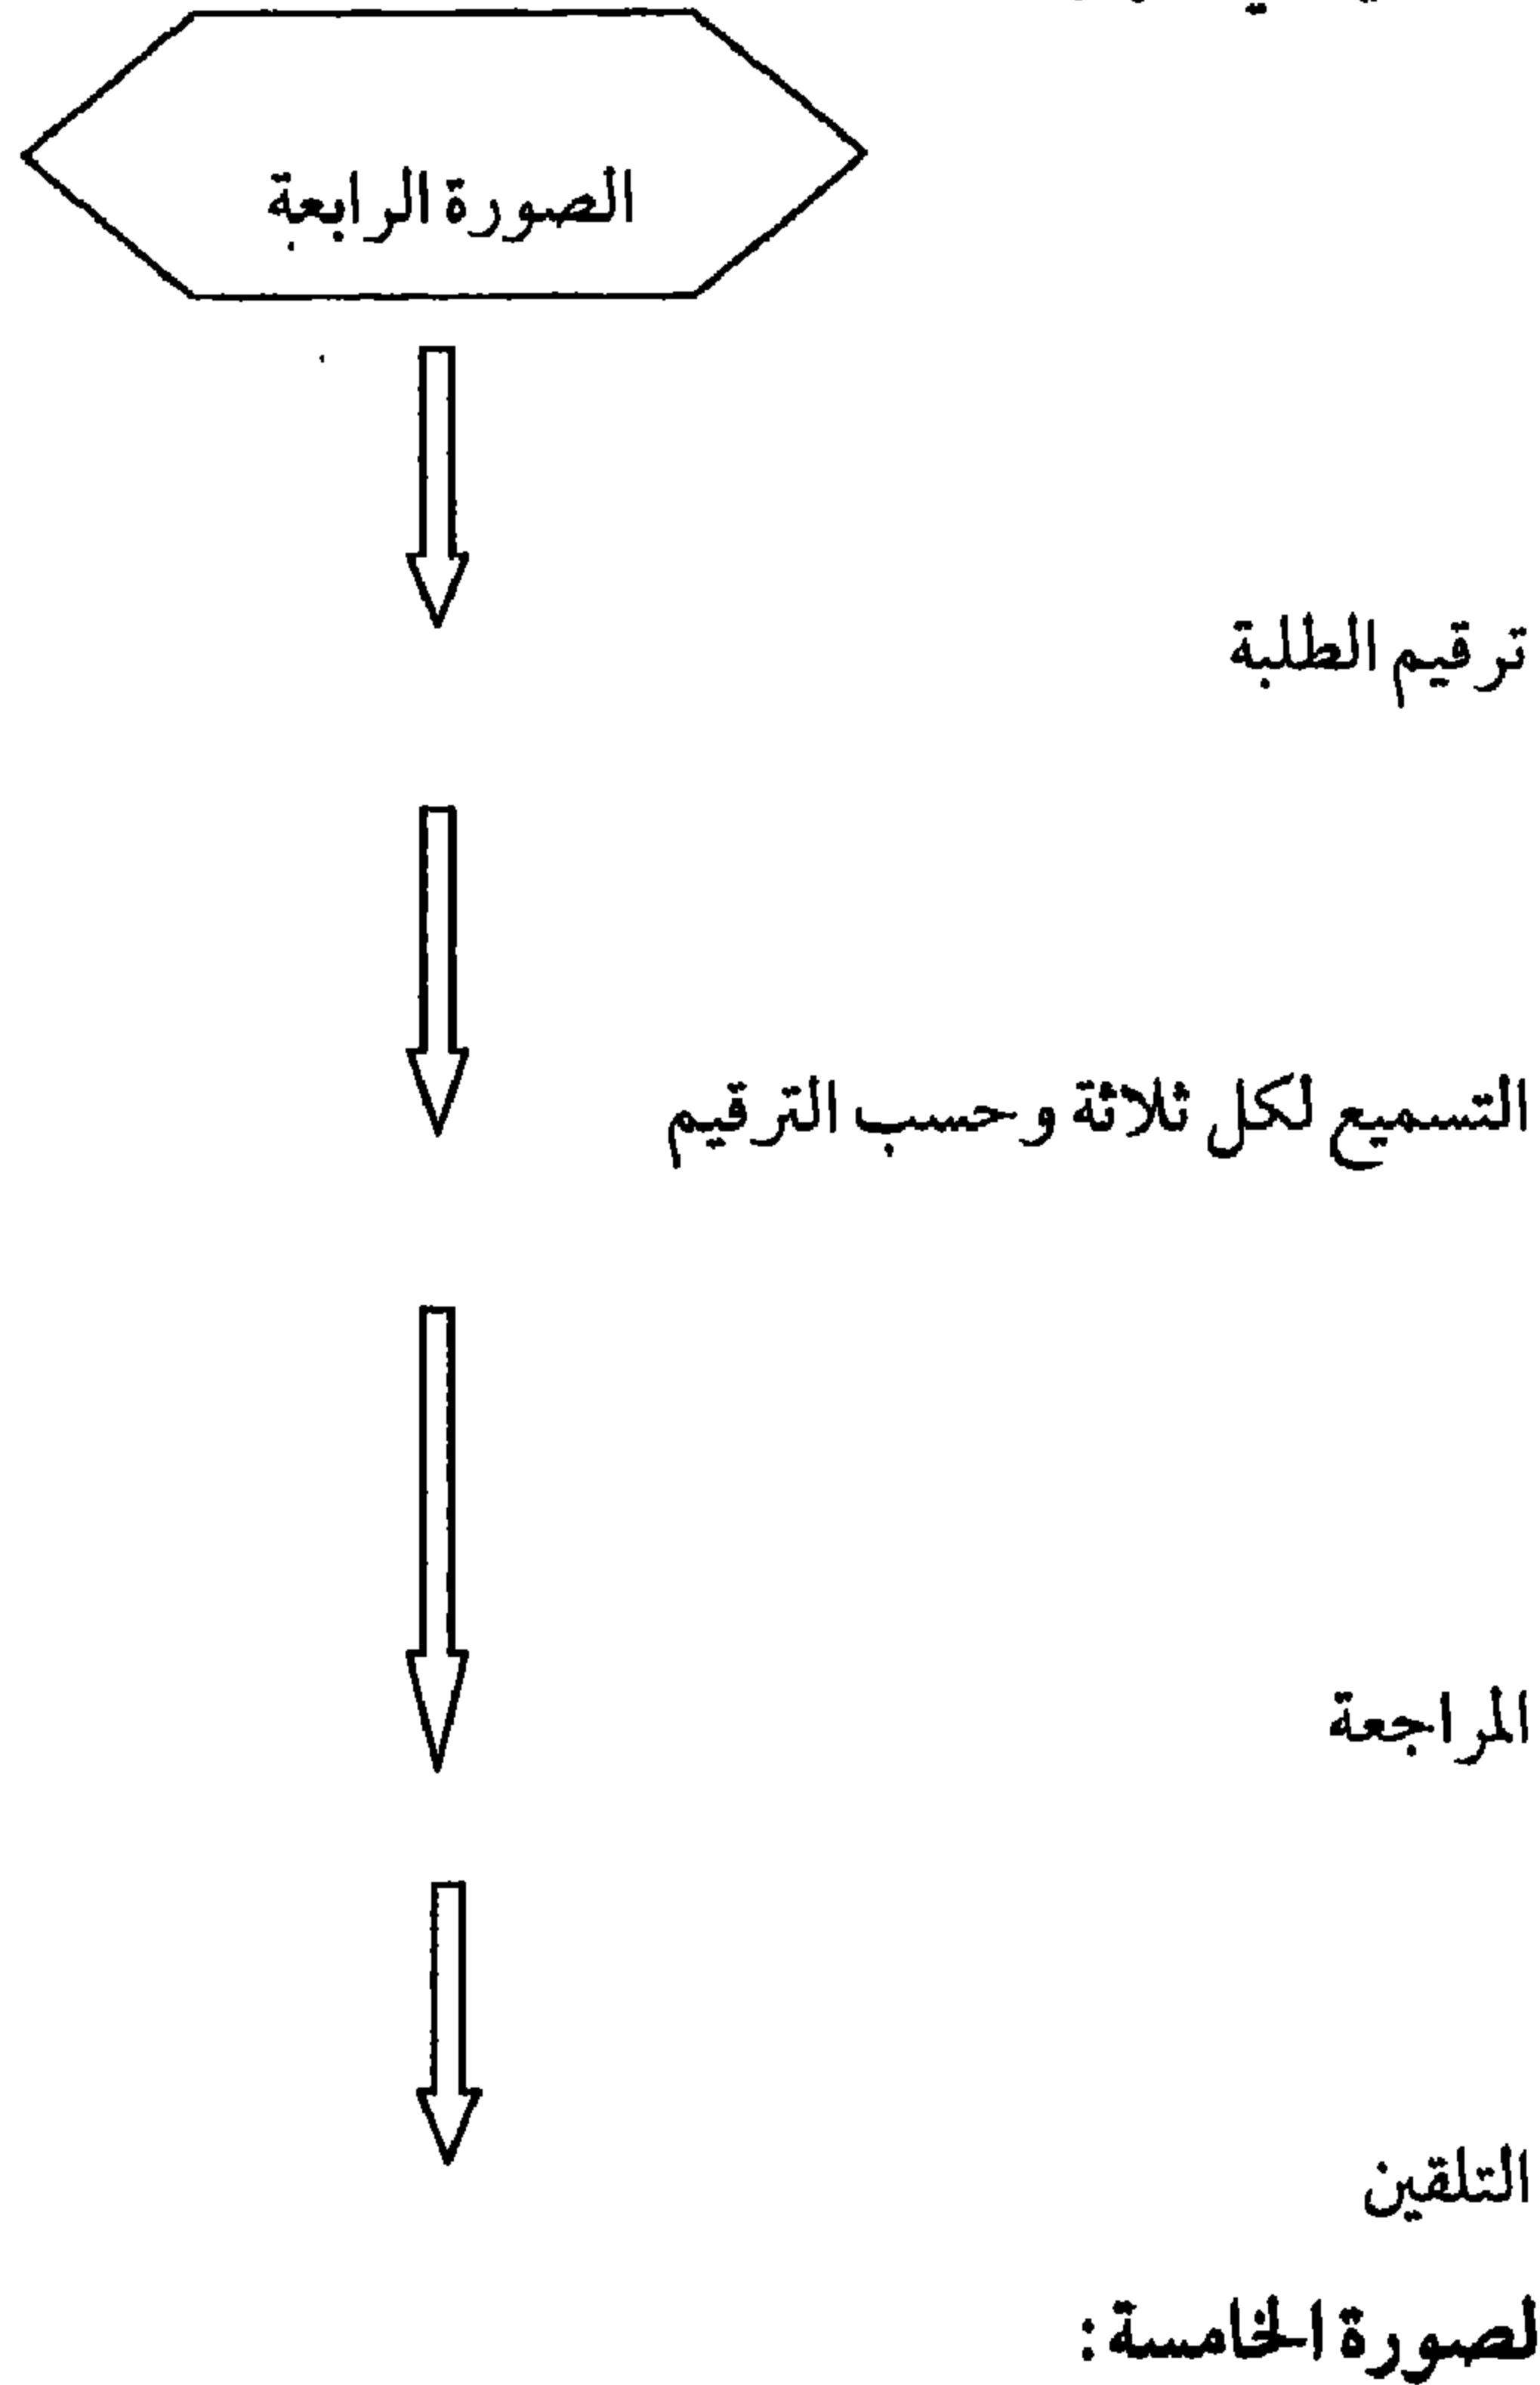 الصورة الرابعة
ترقيم الطلبة
التسميع لكل ثلاثة وحسب الترقيم
المراجعة
التلقين
لصورة الخامسة: